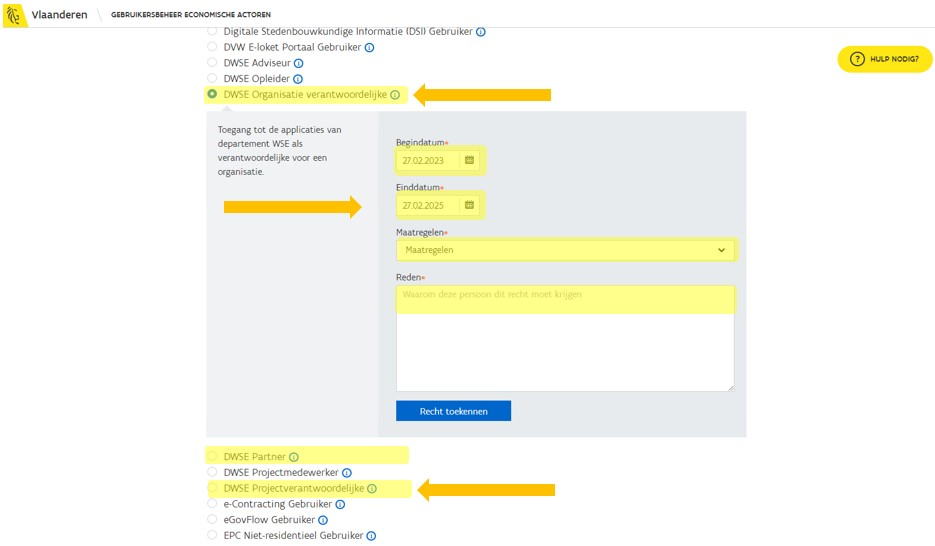 Vlaanderen
GEBRUIKERSBEHEER ECONOMISCHE ACTOREN
Digitale Stedenbouwkundige Informatie (DSI) Gebruiker
DVW E-loket Portaal Gebruiker
HULP NODIG?
DWSE Adviseur
DWSE Opleider
DWSE Organisatie verantwoordelijke
Toegang tot de applicaties van
departement WSE als
verantwoordelijke voor een
organisatie.
Begindatum*
27.02.2023
Einddatum*
27.02.2025
Maatregelen*
Maatregelen
Reden*
Waarom deze persoon dit recht moet krijgen
Recht toekennen
DWSE Partner
DWSE Projectmedewerker
DWSE Projectverantwoordelijke
e-Contracting Gebruiker
eGovFlow Gebruiker
EPC Niet-residentieel Gebruiker